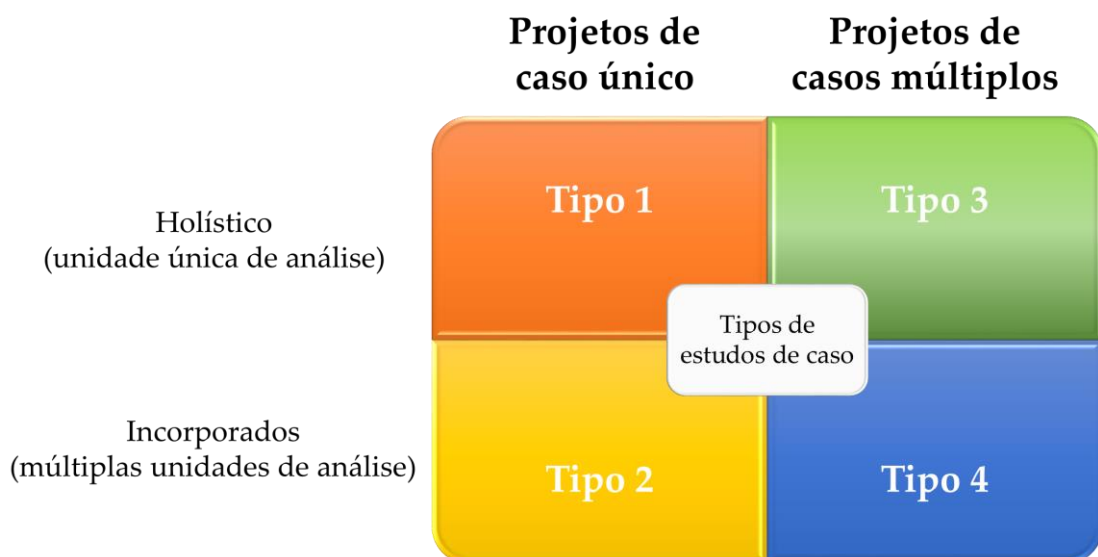 Projetos de
caso único
Projetos de
casos múltiplos
Holístico
(unidade única de análise)
Tipo 1
Tipo 3
Tipos de
estudos de caso
Incorporados
(múltiplas unidades de análise)
Tipo 2
Tipo 4